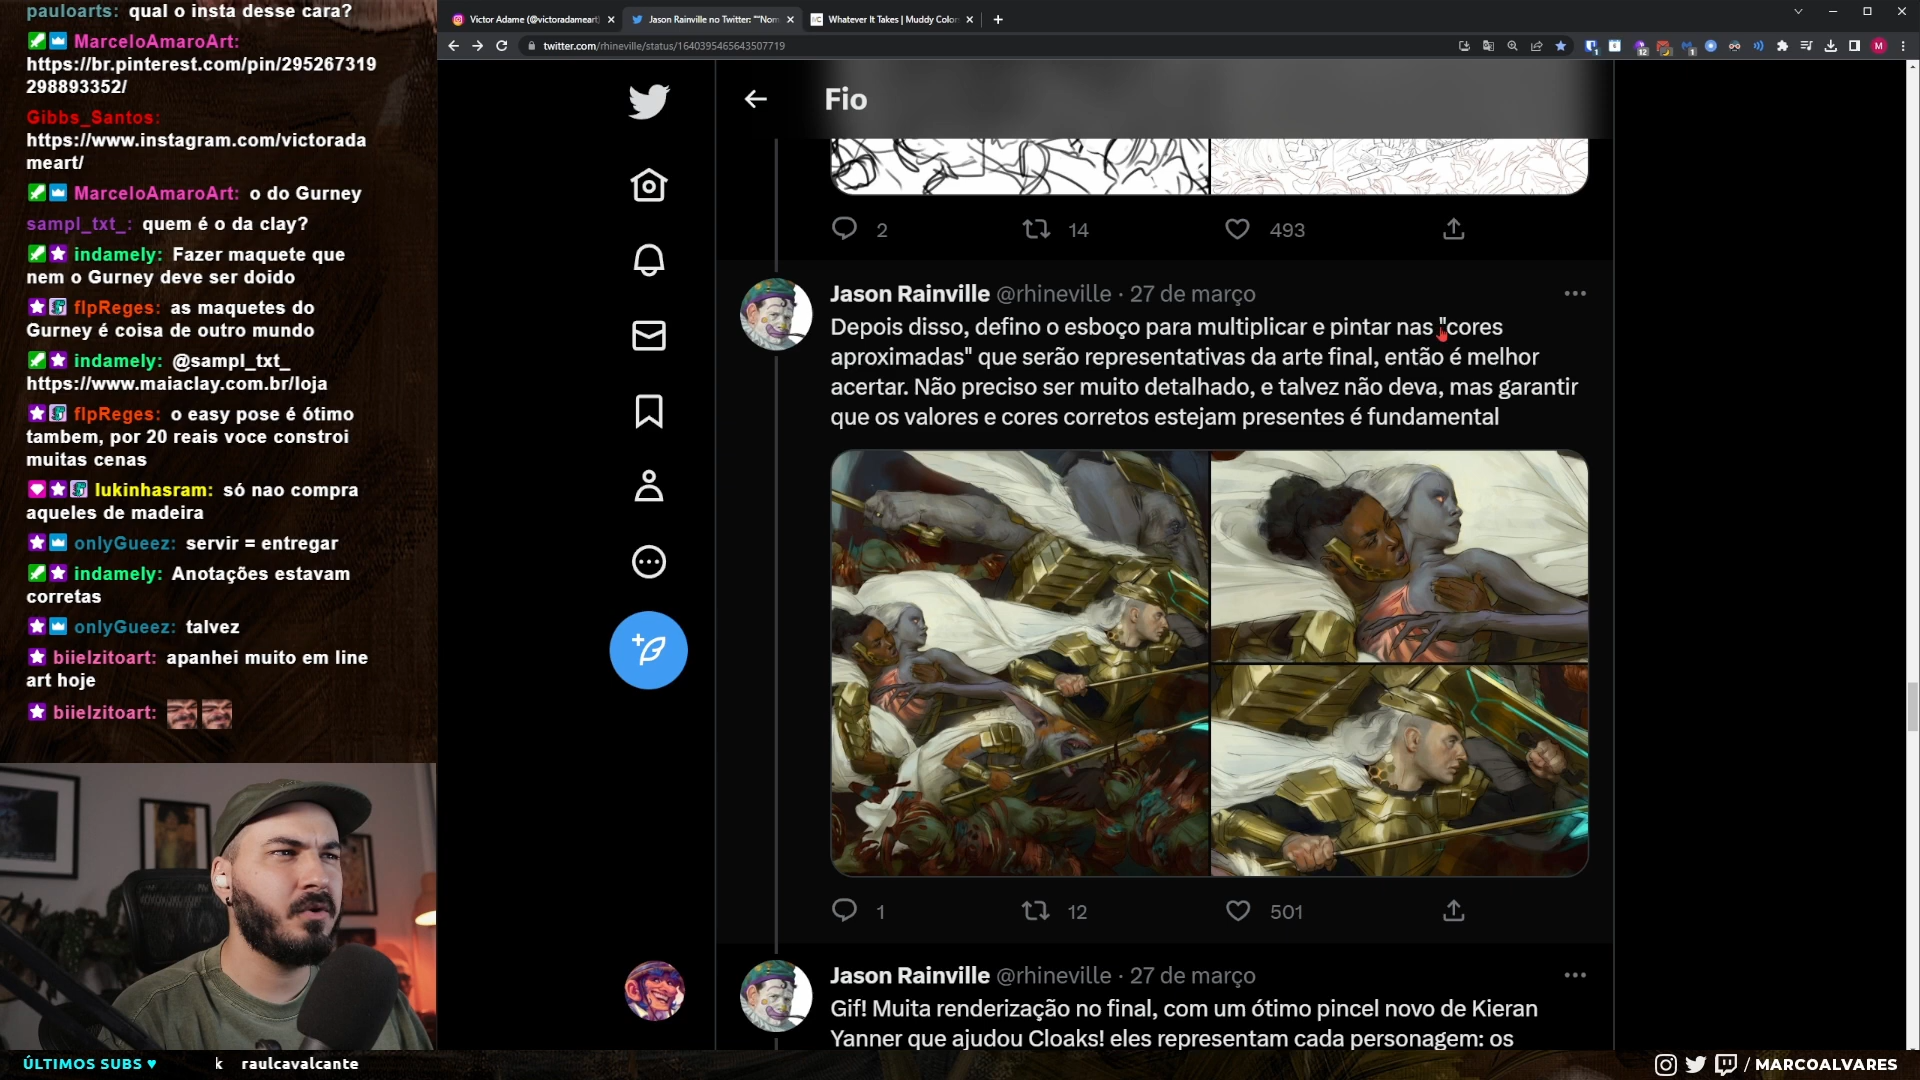 pauloarts: qual o insta desse cara?
MarceloAmaroArt:
https://br.pinterest.com/pin/295267319
298893352/
Gibbs_Santos:
https://www.instagram.com/victorada
meart/
MarceloAmaroArt: o do Gurney
sampl_txt_: quem é o da clay?
indamely: Fazer maquete que
nem o Gurney deve ser doido
flpReges: as maquetes do
Gurney é coisa de outro mundo
indamely: @sampl_txt_
https://www.maiaclay.com.br/loja
flpReges: o easy pose é ótimo
tambem, por 20 reais voce constroi
muitas cenas
lukinhasram: só nao compra
aqueles de madeira
onlyGueez: servir = entregar
indamely: Anotações estavam
corretas
onlyGueez: talvez
biielzitoart: apanhei muito em line
art hoje
biielzitoart:
ÚLTIMOS SUBS ♥ k raulcavalcante
Victor Adame (@victoradameart)
Jason Rainville no Twitter: ""Nom
Whatever It Takes | Muddy Color
twitter.com/rhineville/status/1640395465643507719
Fio
2 14 493
Jason Rainville @rhineville · 27 de março
Depois disso, defino o esboço para multiplicar e pintar nas "cores
aproximadas" que serão representativas da arte final, então é melhor
acertar. Não preciso ser muito detalhado, e talvez não deva, mas garantir
que os valores e cores corretos estejam presentes é fundamental
1 12 501
Jason Rainville @rhineville · 27 de março
Gif! Muita renderização no final, com um ótimo pincel novo de Kieran
Yanner que ajudou Cloaks! eles representam cada personagem: os
/ MARCOALVARES